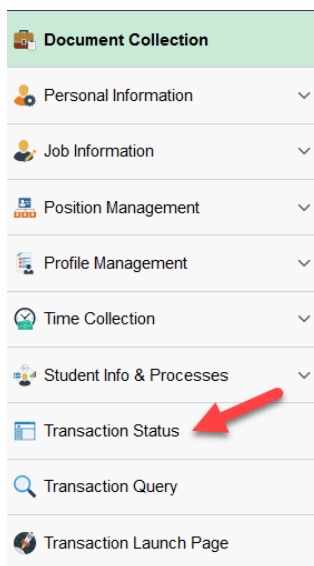 Document Collection
Personal Information
Job Information
Position Management
Profile Management
Time Collection
Student Info & Processes
Transaction Status
Transaction Query
Transaction Launch Page